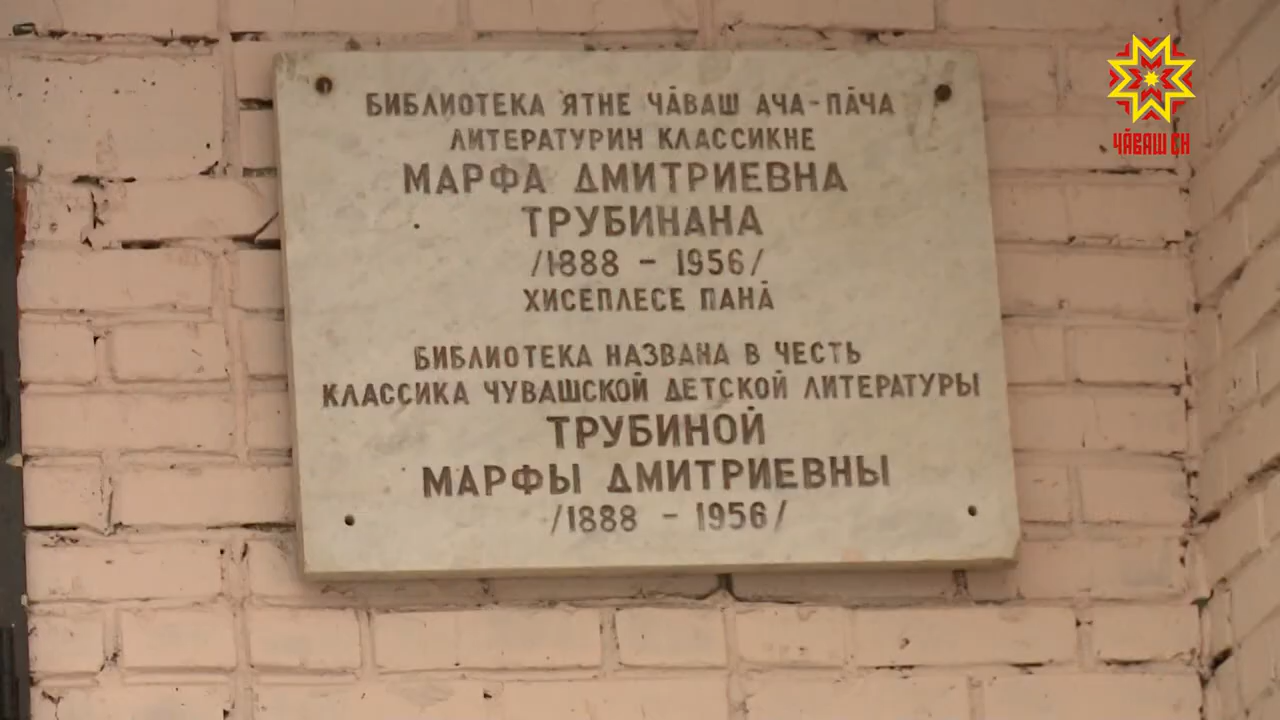 БИБЛИОТЕКА ЯТНЕ ЧӐВАШ АЧА-ПӐЧА
ЛИТЕРАТУРИН КЛАССИКНЕ
МАРФА ДМИТРИЕВНА
ТРУБИНАНА
/1888 - 1956/
ХИСЕПЛЕСЕ ПАНӐ
БИБЛИОТЕКА НАЗВАНА В ЧЕСТЬ
КЛАССИКА ЧУВАШСКОЙ ДЕТСКОЙ ЛИТЕРАТУРЫ
ТРУБИНОЙ
МАРФЫ ДМИТРИЕВНЫ
/1888 - 1956/
ЧӐВАШ ЕН